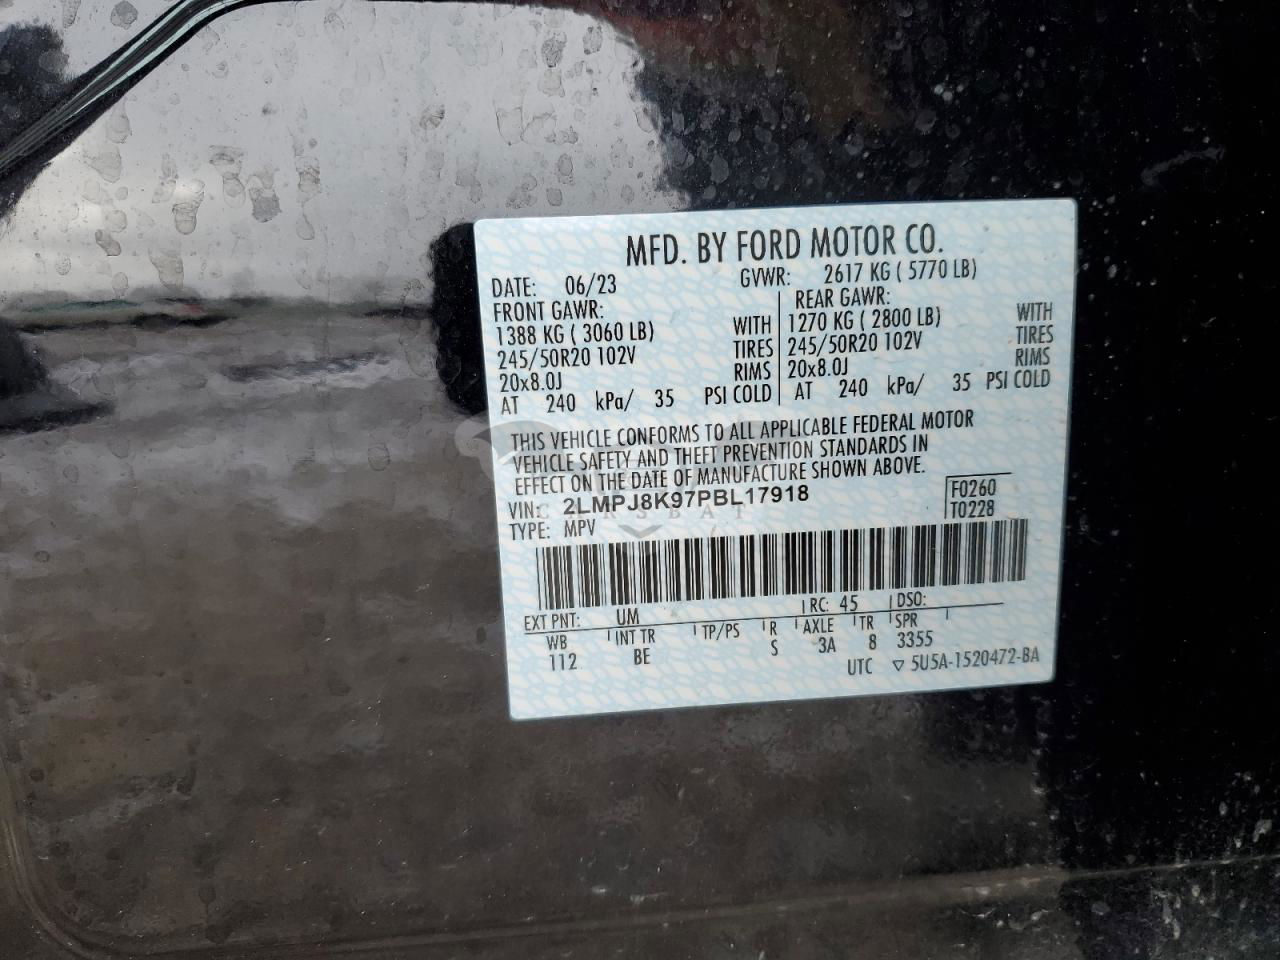 MFD. BY FORD MOTOR CO.
DATE: 06/23 GVWR: 2617 KG ( 5770 LB)
FRONT GAWR: REAR GAWR:
1388 KG ( 3060 LB) WITH 1270 KG ( 2800 LB) WITH
245/50R20 102V TIRES 245/50R20 102V TIRES
20x8.0J RIMS 20x8.0J RIMS
AT 240 kPa/ 35 PSI COLD AT 240 kPa/ 35 PSI COLD
THIS VEHICLE CONFORMS TO ALL APPLICABLE FEDERAL MOTOR
VEHICLE SAFETY AND THEFT PREVENTION STANDARDS IN
EFFECT ON THE DATE OF MANUFACTURE SHOWN ABOVE.
VIN: 2LMPJ8K97PBL17918 F0260
TYPE: MPV T0228
EXT PNT: UM RC: 45 DSO:
WB INT TR TP/PS R AXLE TR SPR
112 BE S 3A 8 3355
UTC ▽ 5U5A-1520472-BA